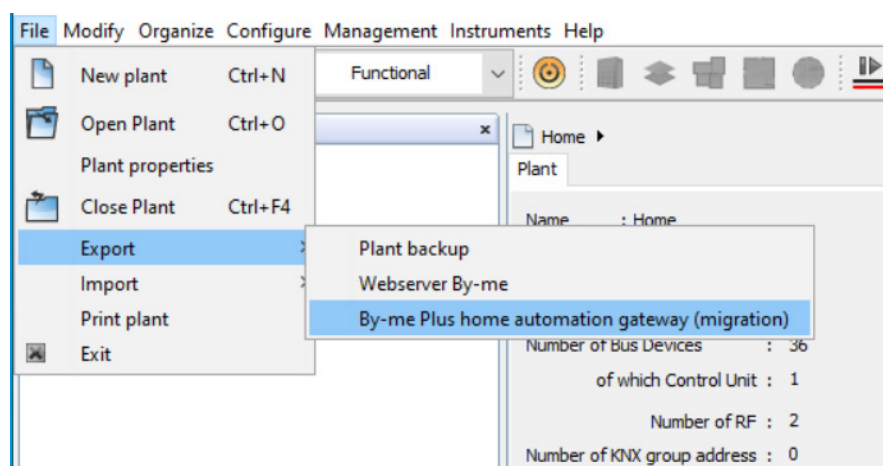 File Modify Organize Configure Management Instruments Help
New plant Ctrl+N
Functional
Open Plant Ctrl+O
Home
Plant properties
Plant
Close Plant Ctrl+F4
Name : Home
Export
Plant backup
Import
Webserver By-me
Print plant
By-me Plus home automation gateway (migration)
Exit
Number of Bus Devices : 36
of which Control Unit : 1
Number of RF : 2
Number of KNX group address : 0